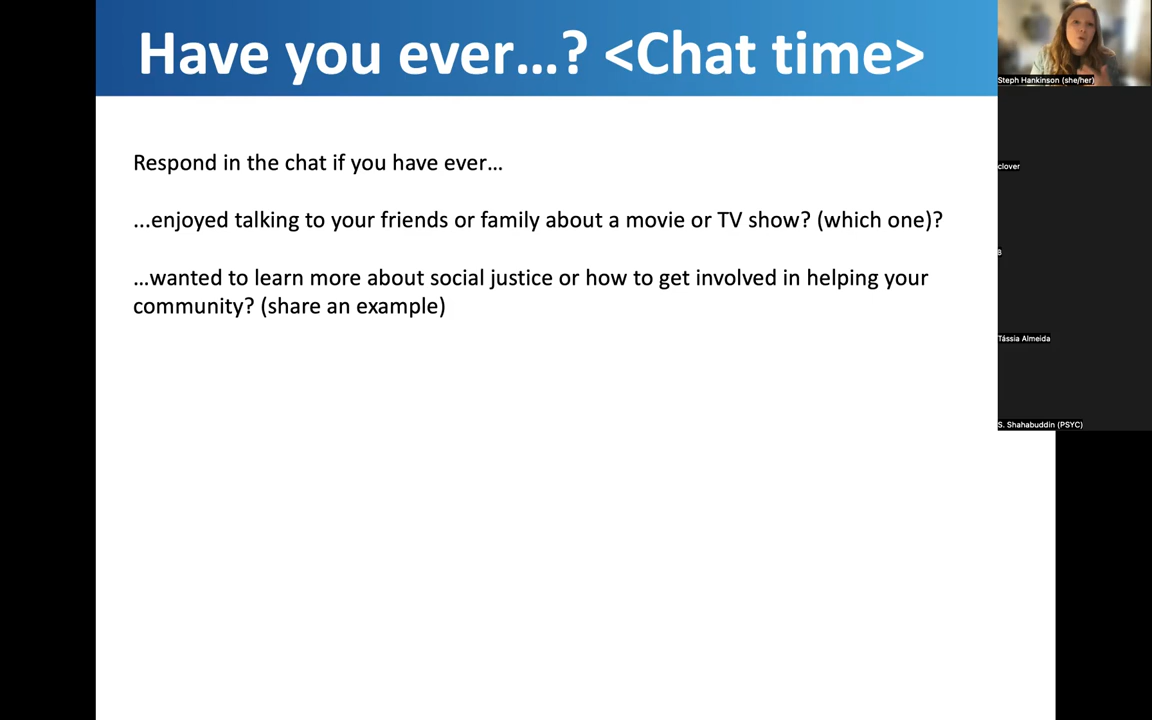 Have you ever…? <Chat time>
Respond in the chat if you have ever…
...enjoyed talking to your friends or family about a movie or TV show? (which one)?
…wanted to learn more about social justice or how to get involved in helping your
community? (share an example)
Steph Hankinson (she/her)
clover
B
Tássia Almeida
S. Shahabuddin (PSYC)